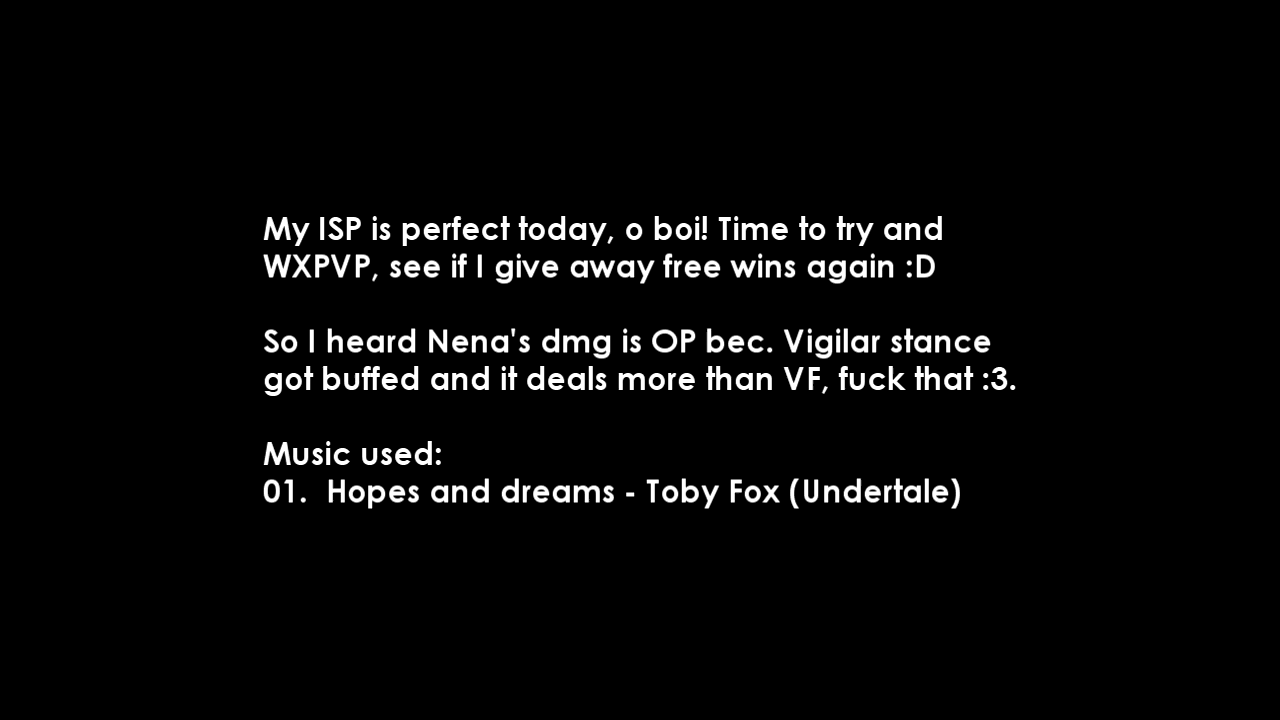 My ISP is perfect today, o boi! Time to try and
WXPVP, see if I give away free wins again :D
So I heard Nena's dmg is OP bec. Vigilar stance
got buffed and it deals more than VF, fuck that :3.
Music used:
01.  Hopes and dreams - Toby Fox (Undertale)